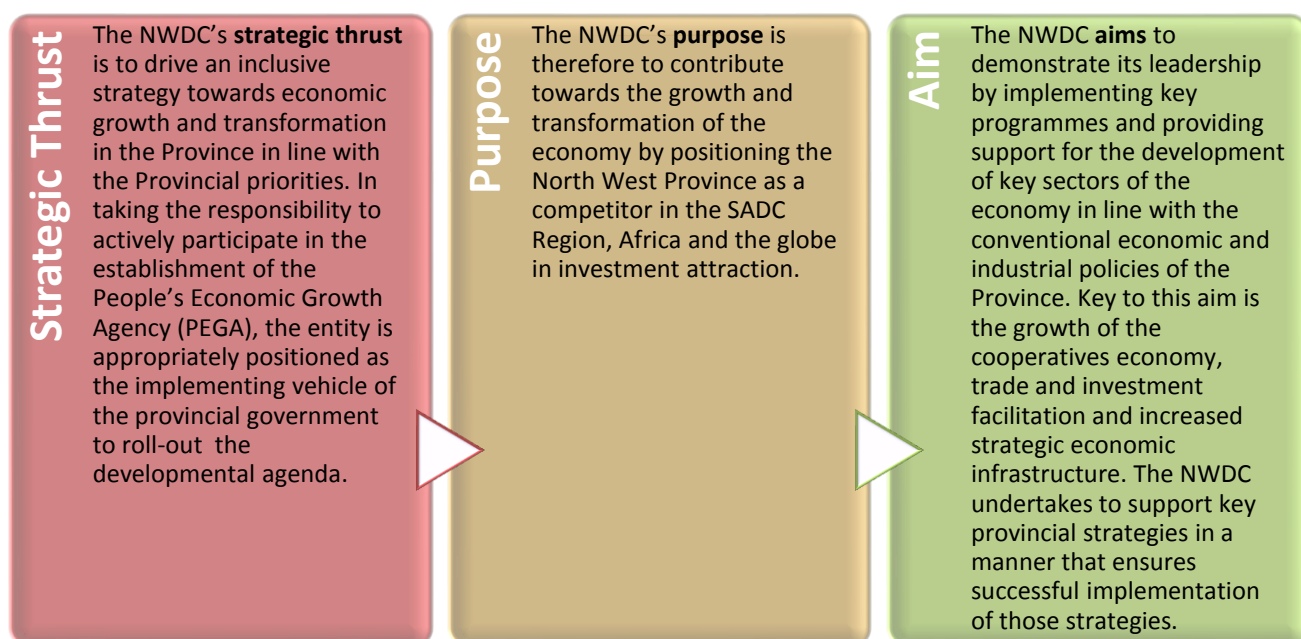 Strategic Thrust
The NWDC’s strategic thrust
is to drive an inclusive
strategy towards economic
growth and transformation
in the Province in line with
the Provincial priorities. In
taking the responsibility to
actively participate in the
establishment of the
People’s Economic Growth
Agency (PEGA), the entity is
appropriately positioned as
the implementing vehicle of
the provincial government
to roll-out the
developmental agenda.
Purpose
The NWDC’s purpose is
therefore to contribute
towards the growth and
transformation of the
economy by positioning the
North West Province as a
competitor in the SADC
Region, Africa and the globe
in investment attraction.
Aim
The NWDC aims to
demonstrate its leadership
by implementing key
programmes and providing
support for the development
of key sectors of the
economy in line with the
conventional economic and
industrial policies of the
Province. Key to this aim is
the growth of the
cooperatives economy,
trade and investment
facilitation and increased
strategic economic
infrastructure. The NWDC
undertakes to support key
provincial strategies in a
manner that ensures
successful implementation
of those strategies.